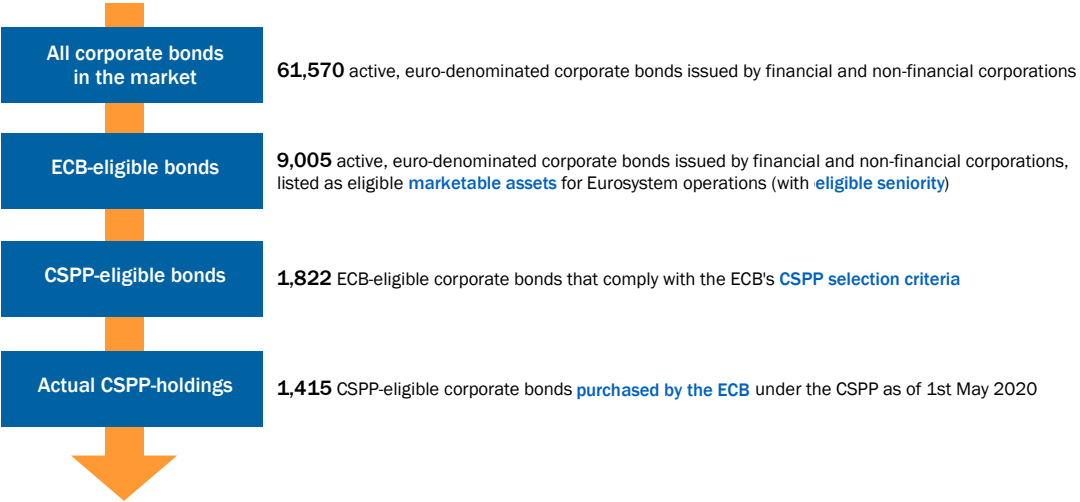 All corporate bonds
in the market
61,570 active, euro-denominated corporate bonds issued by financial and non-financial corporations
ECB-eligible bonds
9,005 active, euro-denominated corporate bonds issued by financial and non-financial corporations,
listed as eligible marketable assets for Eurosystem operations (with eligible seniority)
CSPP-eligible bonds
1,822 ECB-eligible corporate bonds that comply with the ECB's CSPP selection criteria
Actual CSPP-holdings
1,415 CSPP-eligible corporate bonds purchased by the ECB under the CSPP as of 1st May 2020